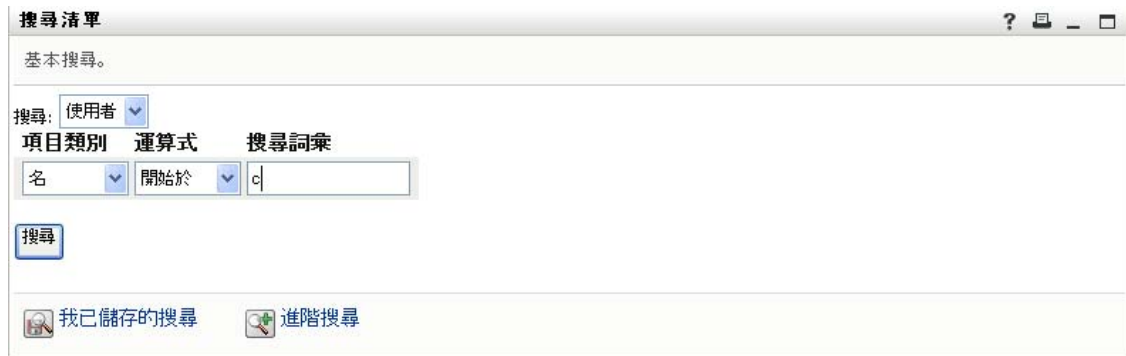 搜尋清單 ?
基本搜尋。
搜尋: 使用者
項目類別 運算式 搜尋詞彙
名 開始於 c
搜尋
我已儲存的搜尋 進階搜尋